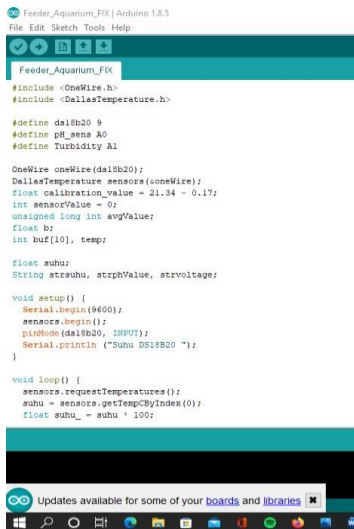 Feeder_Aquarium_FIX | Arduino 1.8.5
File Edit Sketch Tools Help
Feeder_Aquarium_FIX
#include <OneWire.h>
#include <DallasTemperature.h>
#define ds18b20 9
#define pH_sens A0
#define Turbidity A1
OneWire oneWire(ds18b20);
DallasTemperature sensors(&oneWire);
float calibration_value = 21.34 - 0.17;
int sensorValue = 0;
unsigned long int avgValue;
float b;
int buf[10], temp;
float suhu;
String strsuhu, strphValue, strvoltage;
void setup() {
Serial.begin(9600);
sensors.begin();
pinMode(ds18b20, INPUT);
Serial.println ("Suhu DS18B20 ");
}
void loop() {
sensors.requestTemperatures();
suhu = sensors.getTempCByIndex(0);
float suhu_ = suhu * 100;
Updates available for some of your boards and libraries